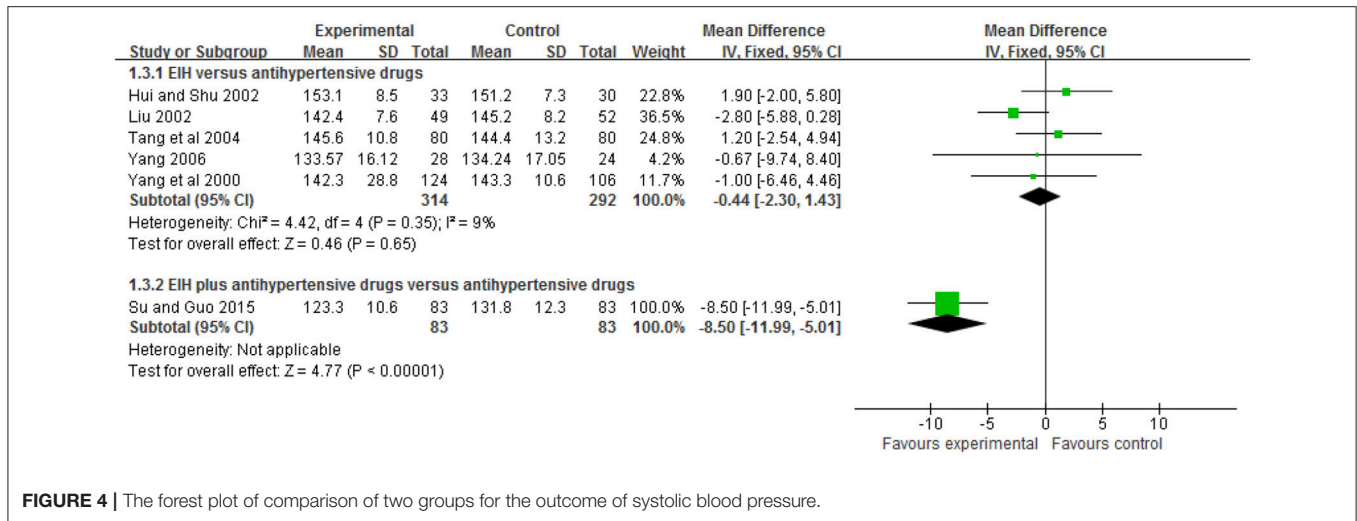 Experimental Control Mean Difference Mean Difference
Study or Subgroup Mean SD Total Mean SD Total Weight IV, Fixed, 95% CI IV, Fixed, 95% CI
1.3.1 EIH versus antihypertensive drugs
Hui and Shu 2002 153.1 8.5 33 151.2 7.3 30 22.8% 1.90 [-2.00, 5.80]
Liu 2002 142.4 7.6 49 145.2 8.2 52 36.5% -2.80 [-5.88, 0.28]
Tang et al 2004 145.6 10.8 80 144.4 13.2 80 24.8% 1.20 [-2.54, 4.94]
Yang 2006 133.57 16.12 28 134.24 17.05 24 4.2% -0.67 [-9.74, 8.40]
Yang et al 2000 142.3 28.8 124 143.3 10.6 106 11.7% -1.00 [-6.46, 4.46]
Subtotal (95% CI) 314 292 100.0% -0.44 [-2.30, 1.43]
Heterogeneity: Chi² = 4.42, df = 4 (P = 0.35); I² = 9%
Test for overall effect: Z = 0.46 (P = 0.65)
1.3.2 EIH plus antihypertensive drugs versus antihypertensive drugs
Su and Guo 2015 123.3 10.6 83 131.8 12.3 83 100.0% -8.50 [-11.99, -5.01]
Subtotal (95% CI) 83 83 100.0% -8.50 [-11.99, -5.01]
Heterogeneity: Not applicable
Test for overall effect: Z = 4.77 (P < 0.00001)
-10 -5 0 5 10
Favours experimental Favours control
FIGURE 4 | The forest plot of comparison of two groups for the outcome of systolic blood pressure.